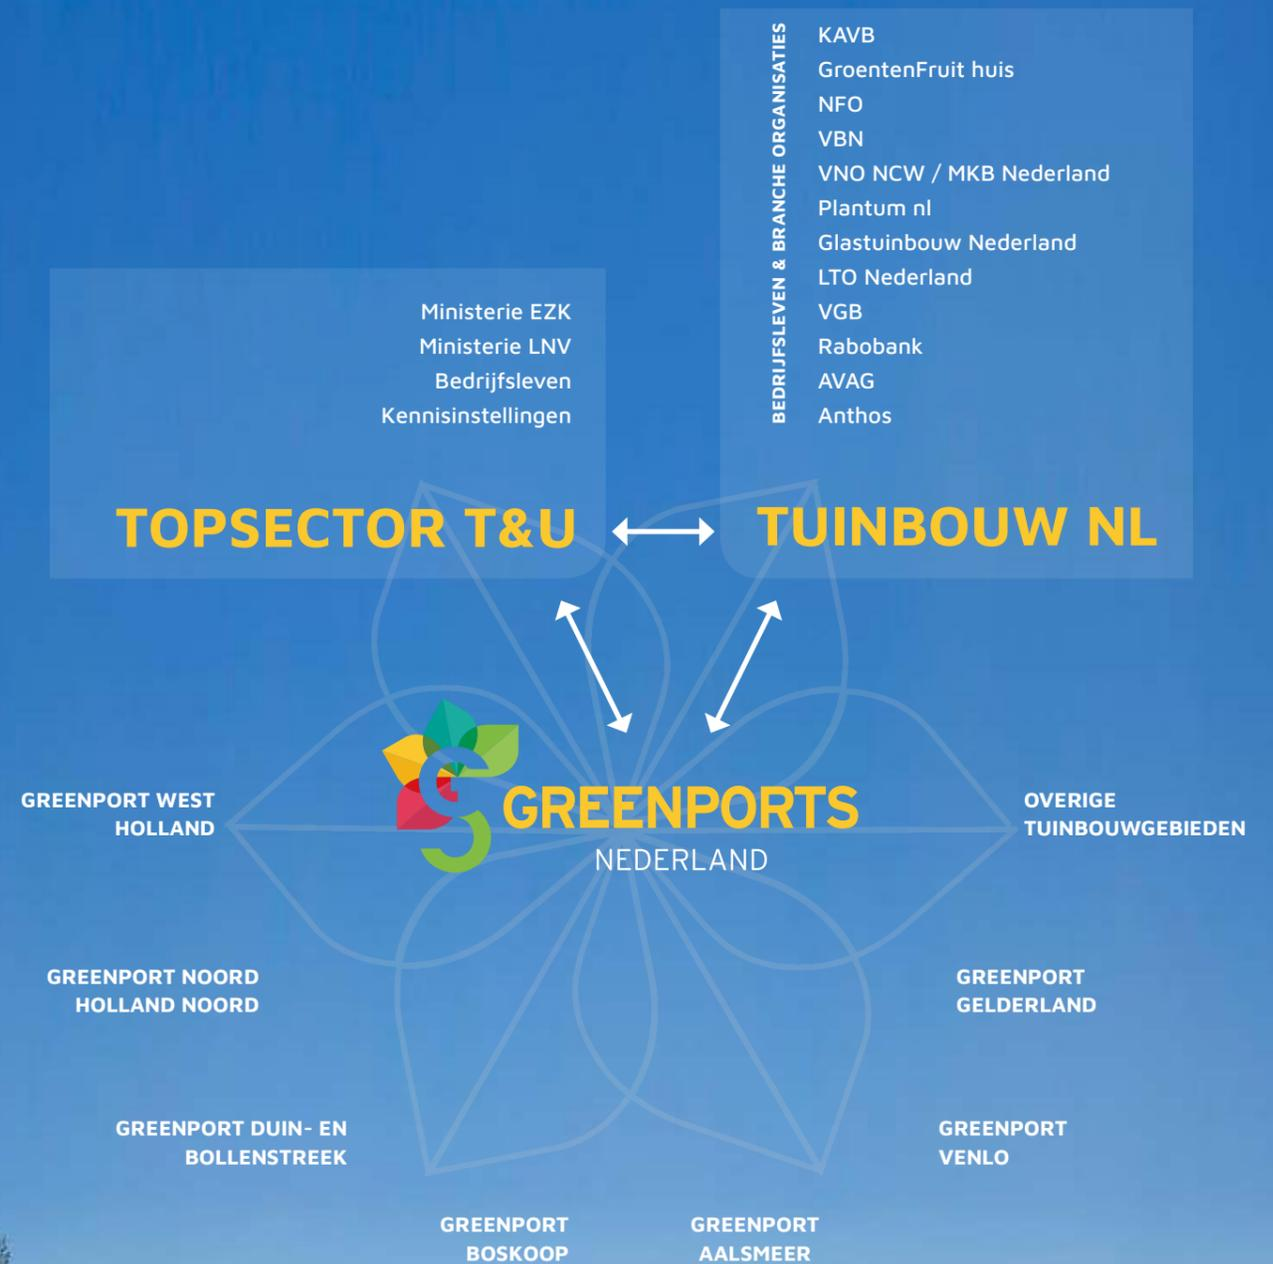 BEDRIJFSLEVEN & BRANCHE ORGANISATIES
KAVB
GroentenFruit huis
NFO
VBN
VNO NCW / MKB Nederland
Plantum nl
Glastuinbouw Nederland
LTO Nederland
VGB
Rabobank
AVAG
Anthos
Ministerie EZK
Ministerie LNV
Bedrijfsleven
Kennisinstellingen
TOPSECTOR T&U
TUINBOUW NL
GREENPORTS
NEDERLAND
GREENPORT WEST
HOLLAND
OVERIGE
TUINBOUWGEBIEDEN
GREENPORT NOORD
HOLLAND NOORD
GREENPORT
GELDERLAND
GREENPORT DUIN- EN
BOLLENSTREEK
GREENPORT
VENLO
GREENPORT
BOSKOOP
GREENPORT
AALSMEER